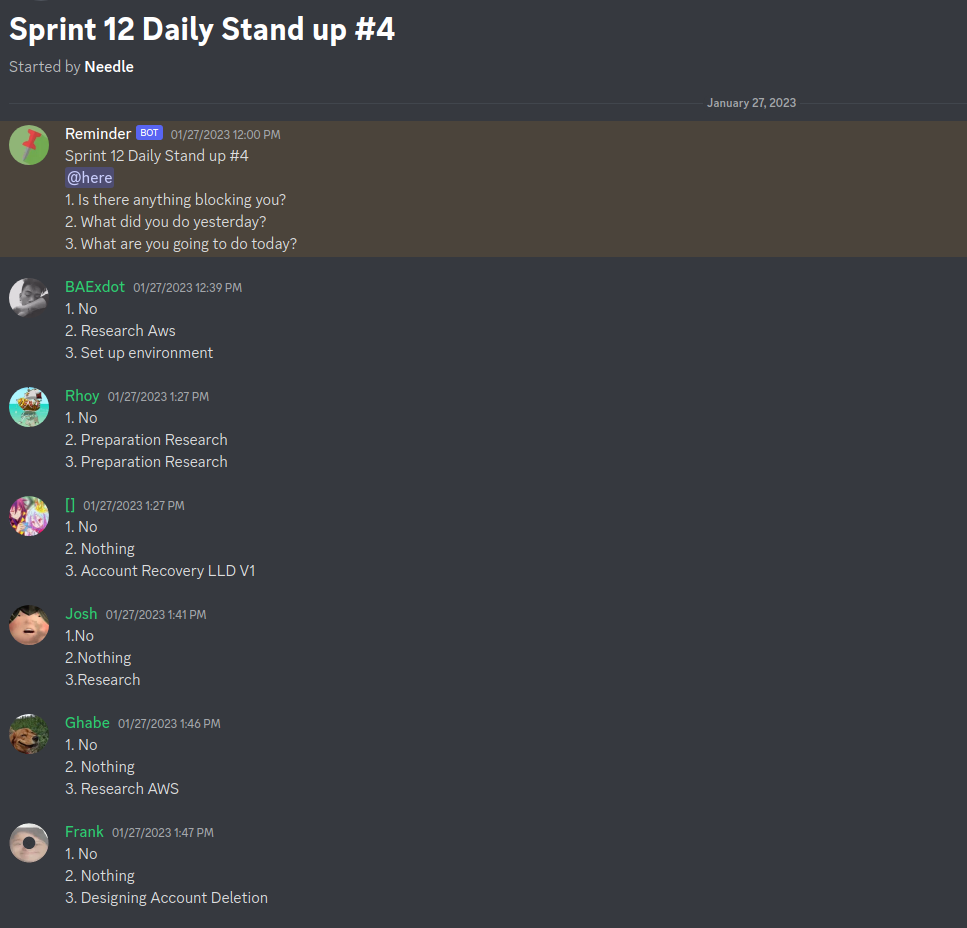 Sprint 12 Daily Stand up #4
Started by Needle
January 27, 2023
Reminder BOT 01/27/2023 12:00 PM
Sprint 12 Daily Stand up #4
@here
1. Is there anything blocking you?
2. What did you do yesterday?
3. What are you going to do today?
BAExdot 01/27/2023 12:39 PM
1. No
2. Research Aws
3. Set up environment
Rhoy 01/27/2023 1:27 PM
1. No
2. Preparation Research
3. Preparation Research
[] 01/27/2023 1:27 PM
1. No
2. Nothing
3. Account Recovery LLD V1
Josh 01/27/2023 1:41 PM
1.No
2.Nothing
3.Research
Ghabe 01/27/2023 1:46 PM
1. No
2. Nothing
3. Research AWS
Frank 01/27/2023 1:47 PM
1. No
2. Nothing
3. Designing Account Deletion